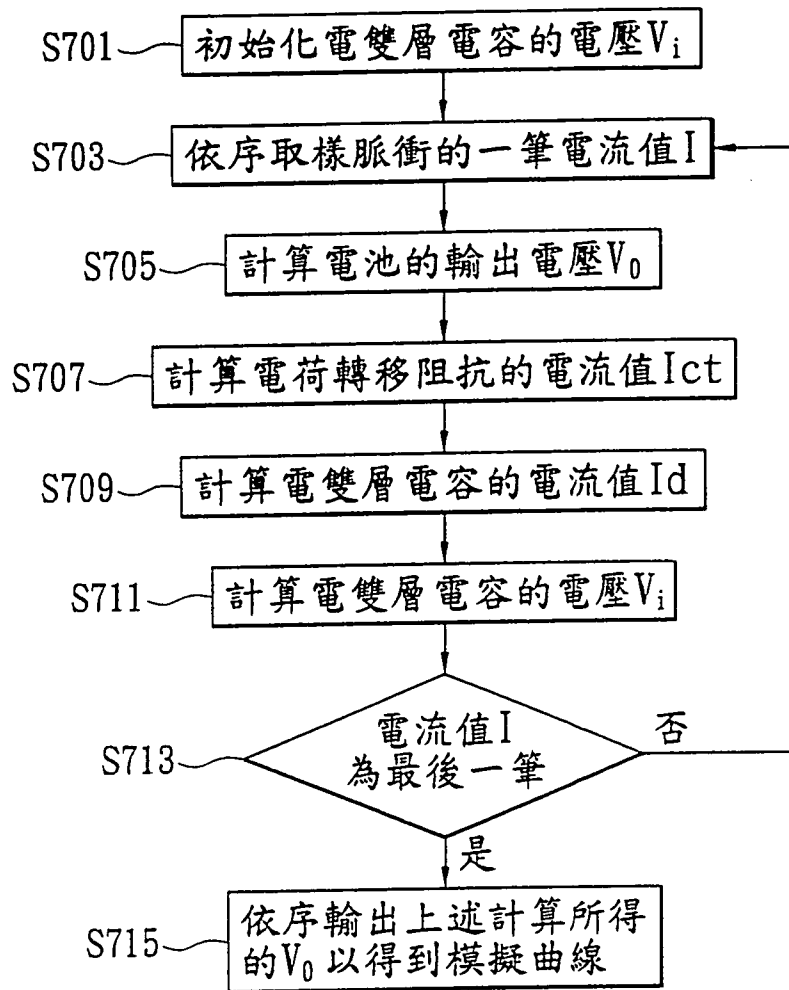 S701 初始化電雙層電容的電壓Vi
S703 依序取樣脈衝的一筆電流值I
S705 計算電池的輸出電壓V0
S707 計算電荷轉移阻抗的電流值Ict
S709 計算電雙層電容的電流值Id
S711 計算電雙層電容的電壓Vi
電流值I
否
S713 為最後一筆
是
依序輸出上述計算所得
S715 的V0以得到模擬曲線